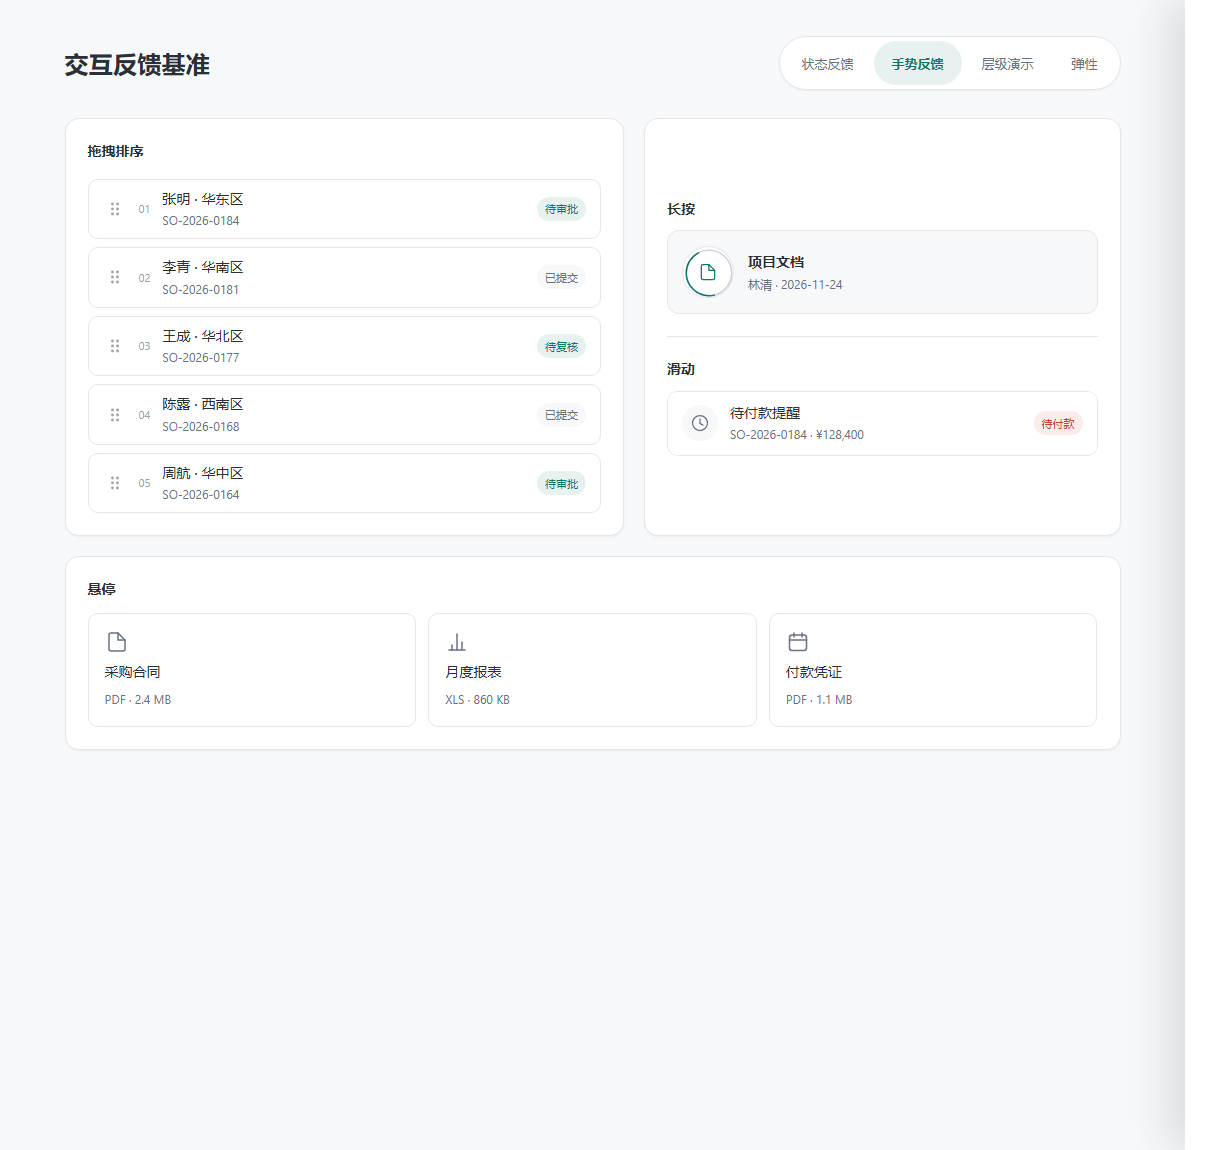 交互反馈基准
状态反馈
手势反馈
层级演示
弹性
拖拽排序
01
张明 · 华东区
SO-2026-0184
待审批
02
李青 · 华南区
SO-2026-0181
已提交
03
王成 · 华北区
SO-2026-0177
待复核
04
陈露 · 西南区
SO-2026-0168
已提交
05
周航 · 华中区
SO-2026-0164
待审批
长按
项目文档
林清 · 2026-11-24
滑动
待付款提醒
SO-2026-0184 · ¥128,400
待付款
悬停
采购合同
PDF · 2.4 MB
月度报表
XLS · 860 KB
付款凭证
PDF · 1.1 MB